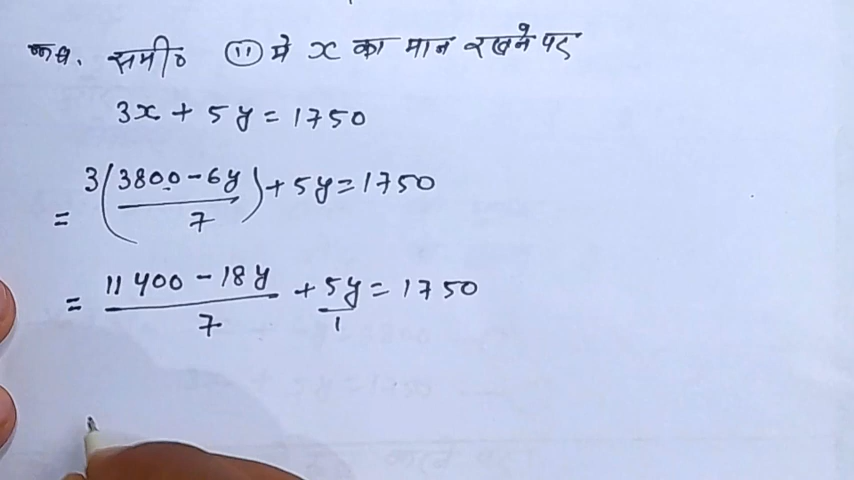 अब. समी० (11) में x का मान रखने पर
3x + 5y = 1750
= 3(3800 - 6y / 7) + 5y = 1750
= 11400 - 18y / 7 + 5y / 1 = 1750